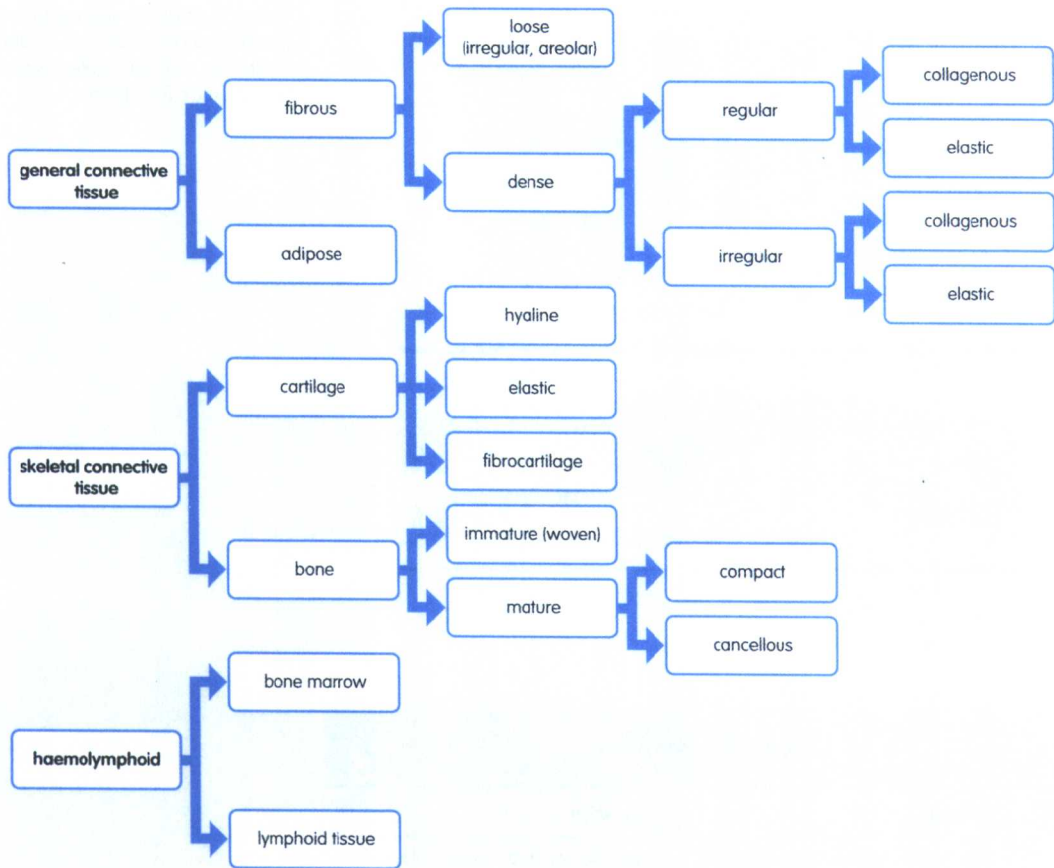 loose
(irregular, areolar)
fibrous
regular
collagenous
elastic
general connective
tissue
dense
adipose
irregular
collagenous
elastic
hyaline
cartilage
elastic
fibrocartilage
skeletal connective
tissue
immature (woven)
bone
mature
compact
cancellous
bone marrow
haemolymphoid
lymphoid tissue